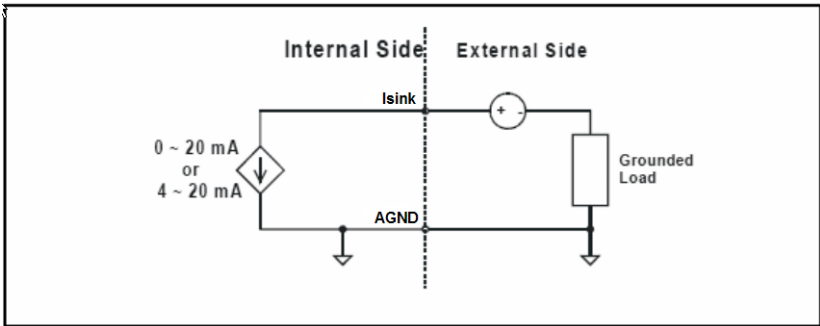 Internal Side
External Side
Isink
+
-
0 ~ 20 mA
or
4 ~ 20 mA
Grounded
Load
AGND